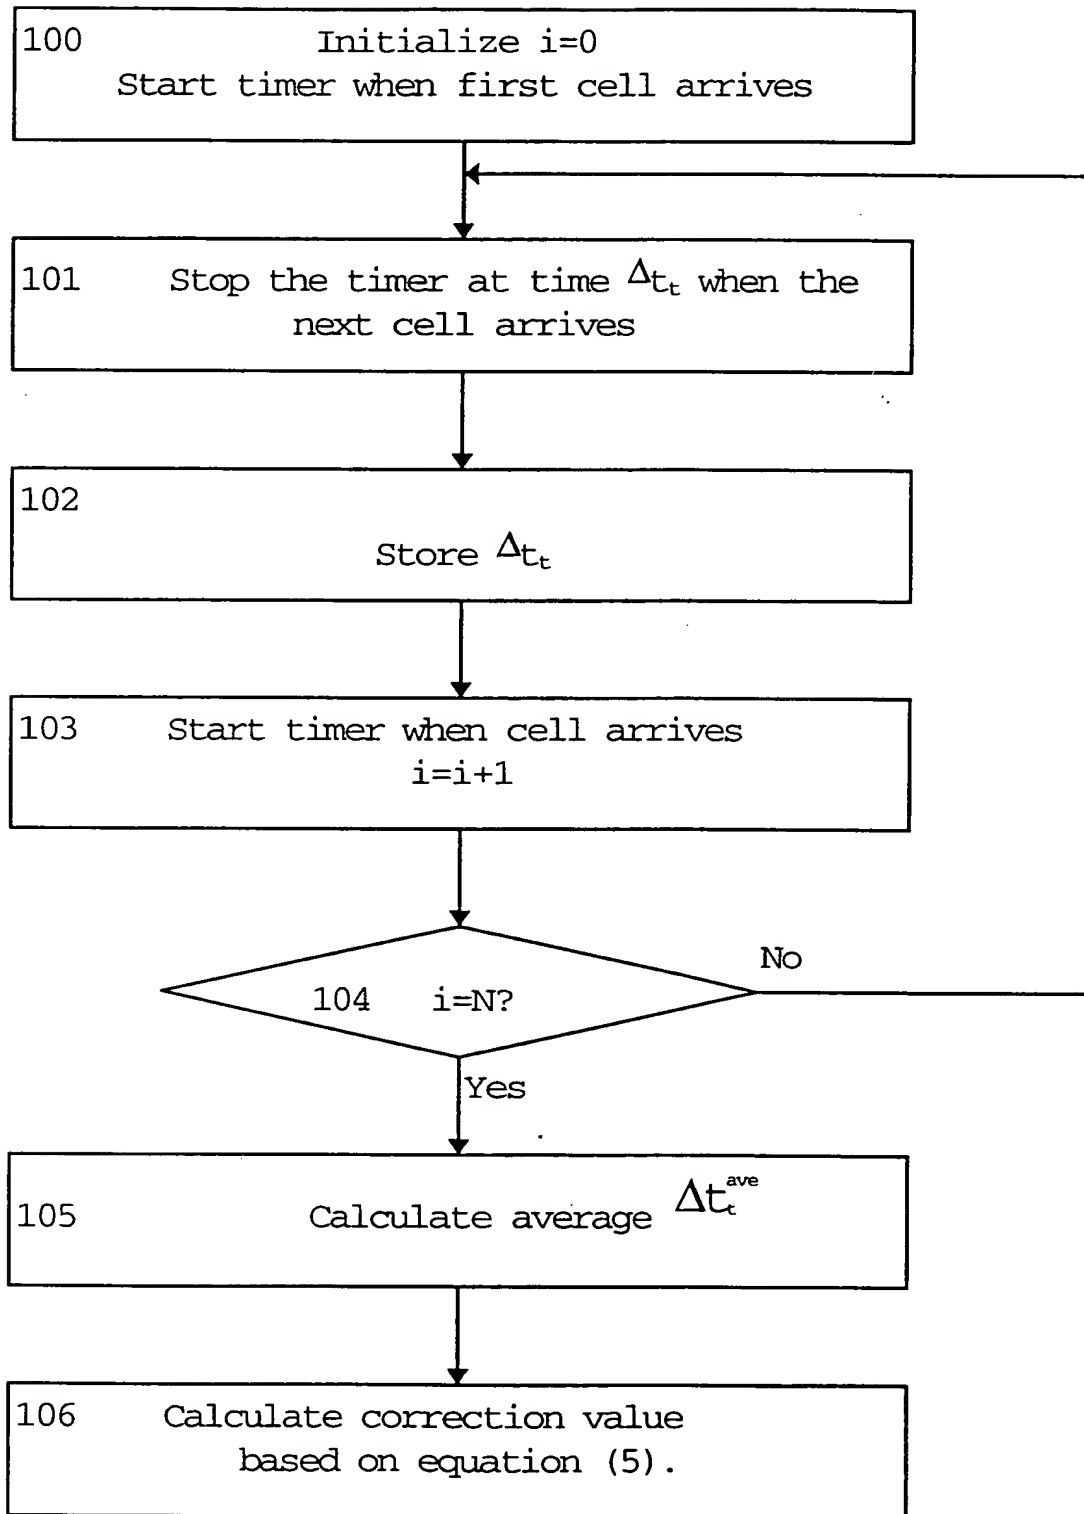 100 Initialize i=0
Start timer when first cell arrives
101 Stop the timer at time Δtₜ when the
next cell arrives
102
Store Δtₜ
103 Start timer when cell arrives
i=i+1
No
104 i=N?
Yes
105 Calculate average Δtₜᵃᵛᵉ
106 Calculate correction value
based on equation (5).